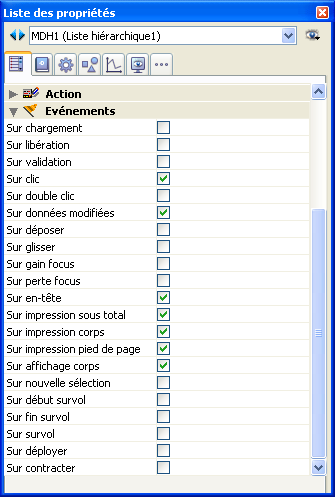 Liste des propriétés
MDH1 (Liste hiérarchique1)
Action
Evénements
Sur chargement
Sur libération
Sur validation
Sur clic
Sur double clic
Sur données modifiées
Sur déposer
Sur glisser
Sur gain focus
Sur perte focus
Sur en-tête
Sur impression sous total
Sur impression corps
Sur impression pied de page
Sur affichage corps
Sur nouvelle sélection
Sur début survol
Sur fin survol
Sur survol
Sur déployer
Sur contracter